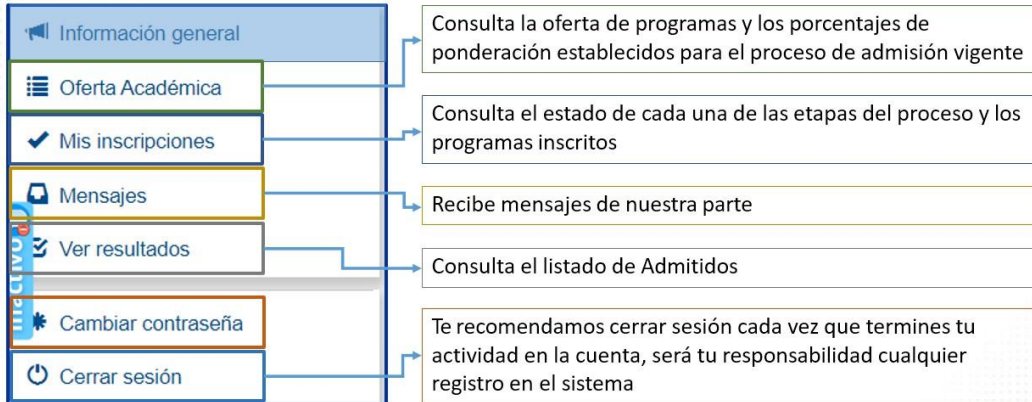 Información general
Oferta Académica
Mis inscripciones
Mensajes
Ver resultados
Cambiar contraseña
Cerrar sesión
Inactivo
Consulta la oferta de programas y los porcentajes de
ponderación establecidos para el proceso de admisión vigente
Consulta el estado de cada una de las etapas del proceso y los
programas inscritos
Recibe mensajes de nuestra parte
Consulta el listado de Admitidos
Te recomendamos cerrar sesión cada vez que termines tu
actividad en la cuenta, será tu responsabilidad cualquier
registro en el sistema